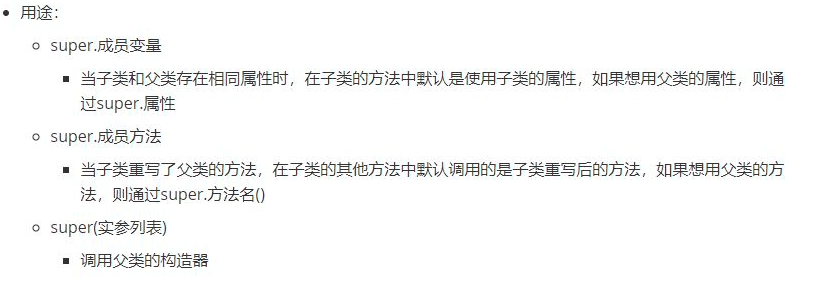 用途：
super.成员变量
当子类和父类存在相同属性时，在子类的方法中默认是使用子类的属性，如果想用父类的属性，则通
过super.属性
super.成员方法
当子类重写了父类的方法，在子类的其他方法中默认调用的是子类重写后的方法，如果想用父类的方
法，则通过super.方法名()
super(实参列表)
调用父类的构造器